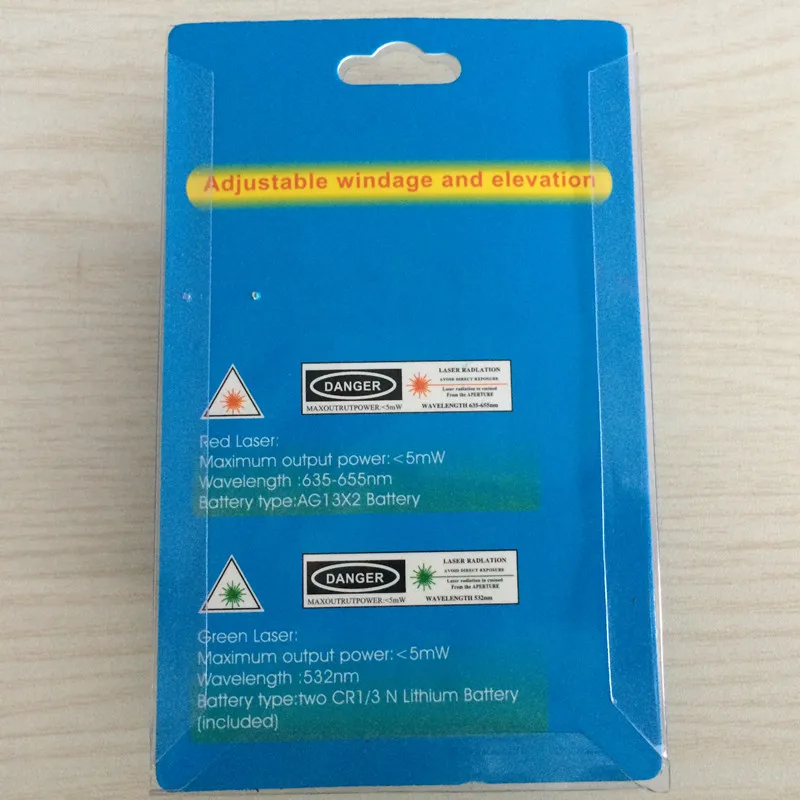 Adjustable windage and elevation
DANGER
MAXOUTRUTPOWER:<5mW
LASER RADLATION
AVOID DIRECT EXPOSURE
Laser radiation is emitted
From the APERTURE
WAVELENGTH 635-655nm
Red Laser:
Maximum output power:<5mW
Wavelength :635-655nm
Battery type:AG13X2 Battery
DANGER
MAXOUTRUTPOWER:<5mW
LASER RADLATION
AVOID DIRECT EXPOSURE
Laser radiation is emitted
From the APERTURE
WAVELENGTH 532nm
Green Laser:
Maximum output power:<5mW
Wavelength :532nm
Battery type:two CR1/3 N Lithium Battery
(included)